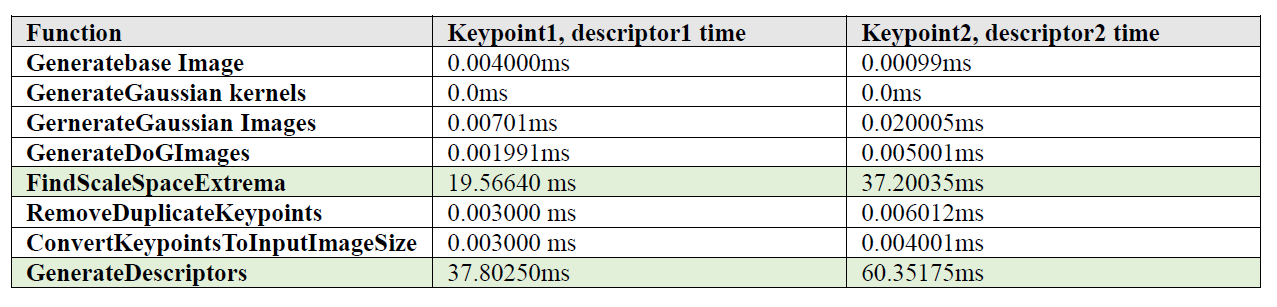 Function Keypoint1, descriptor1 time Keypoint2, descriptor2 time
Generatebase Image 0.004000ms 0.00099ms
GenerateGaussian kernels 0.0ms 0.0ms
GernerateGaussian Images 0.00701ms 0.020005ms
GenerateDoGImages 0.001991ms 0.005001ms
FindScaleSpaceExtrema 19.56640 ms 37.20035ms
RemoveDuplicateKeypoints 0.003000 ms 0.006012ms
ConvertKeypointsToInputImageSize 0.003000 ms 0.004001ms
GenerateDescriptors 37.80250ms 60.35175ms